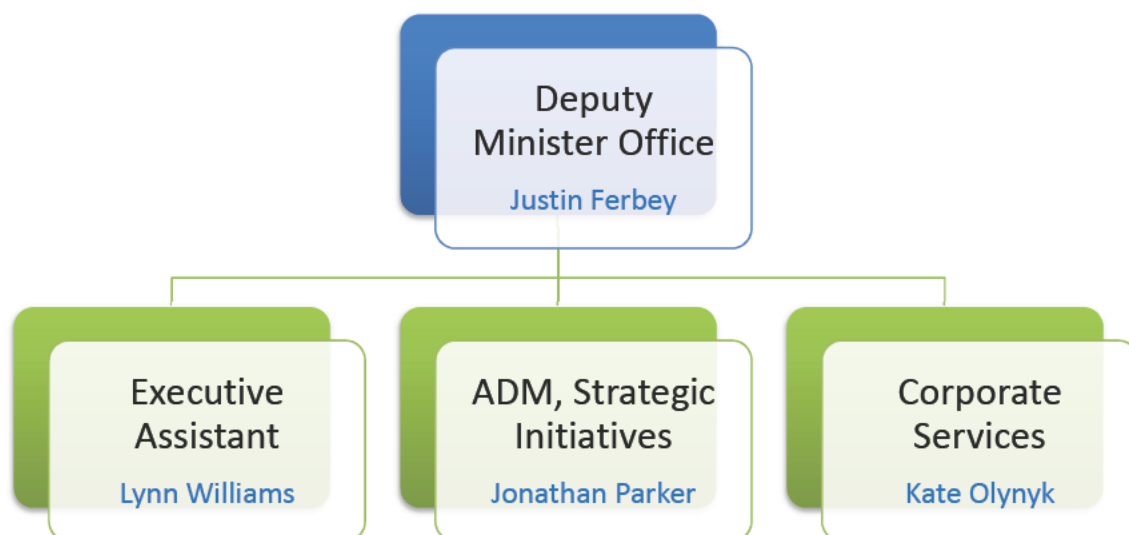 Deputy
Minister Office
Justin Ferbey
Executive
Assistant
Lynn Williams
ADM, Strategic
Initiatives
Jonathan Parker
Corporate
Services
Kate Olynyk